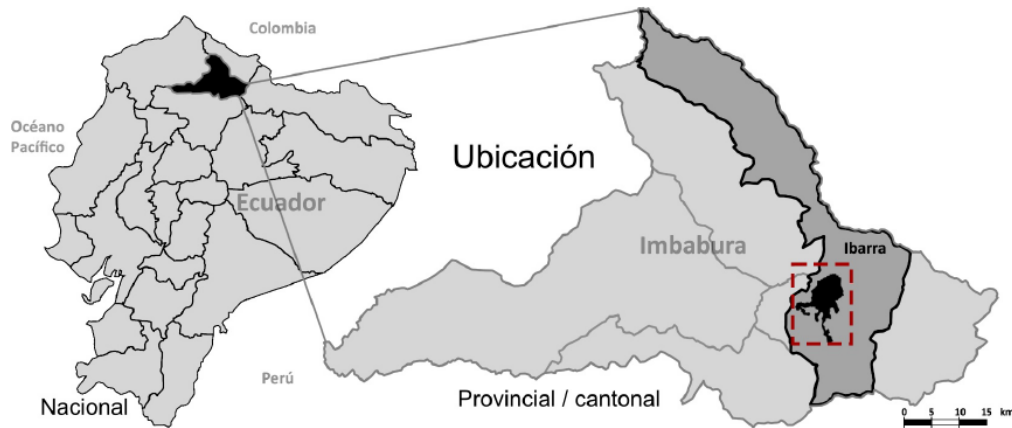 Colombia
Océano
Pacífico
Ecuador
Perú
Nacional
Ubicación
Imbabura
Ibarra
Provincial / cantonal
0 5 10 15 km